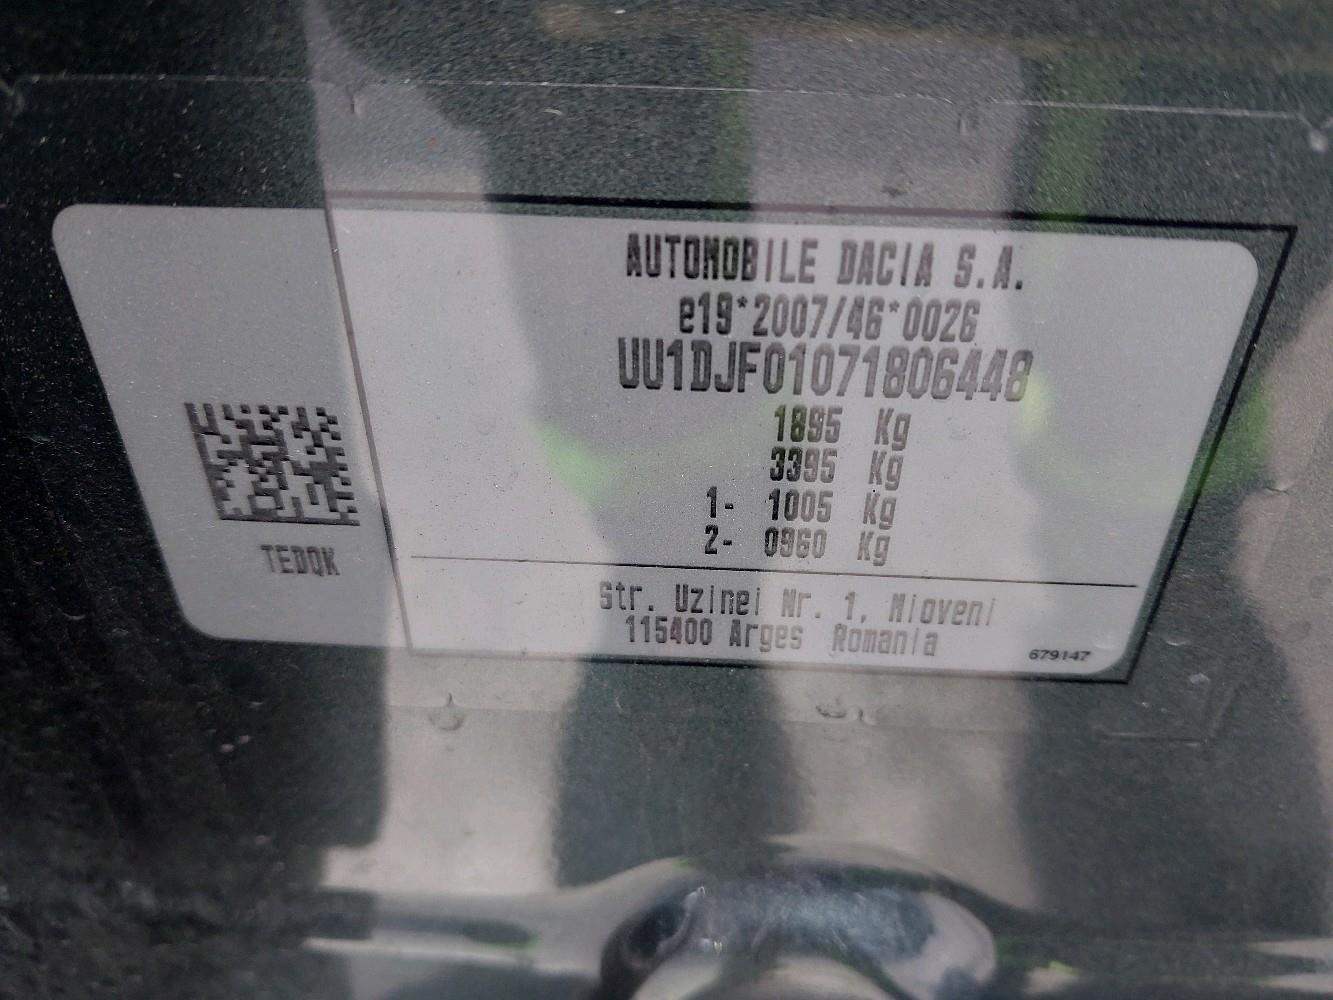 AUTOMOBILE DACIA S.A.
e19*2007/46*0026
UU1DJF01071806448
1895 Kg
3395 Kg
1- 1005 Kg
2- 0960 Kg
TEDQK
Str. Uzinei Nr. 1, Mioveni
115400 Arges Romania
679147